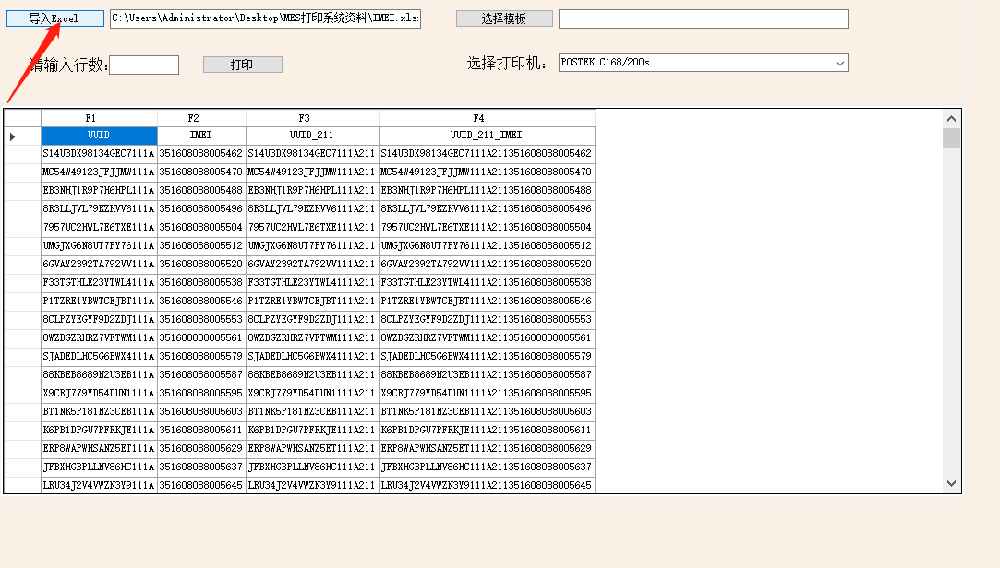 导入Excel C:\Users\Administrator\Desktop\MES打印系统资料\IMEI.xls 选择模板
请输入行数: 打印 选择打印机： POSTEK C168/200s
F1 F2 F3 F4
UUID IMEI UUID_211 UUID_211_IMEI
S14U3DX98134GEC7111A 351608088005462 S14U3DX98134GEC7111A211 S14U3DX98134GEC7111A211351608088005462
MC54W49123JFJJMW111A 351608088005470 MC54W49123JFJJMW111A211 MC54W49123JFJJMW111A211351608088005470
EB3NHJ1R9P7H6HPL111A 351608088005488 EB3NHJ1R9P7H6HPL111A211 EB3NHJ1R9P7H6HPL111A211351608088005488
8R3LLJVL79KZKVV6111A 351608088005496 8R3LLJVL79KZKVV6111A211 8R3LLJVL79KZKVV6111A211351608088005496
7957UC2HWL7E6TXE111A 351608088005504 7957UC2HWL7E6TXE111A211 7957UC2HWL7E6TXE111A211351608088005504
UMGJXG6N8UT7PY76111A 351608088005512 UMGJXG6N8UT7PY76111A211 UMGJXG6N8UT7PY76111A211351608088005512
6GVAY2392TA792VV111A 351608088005520 6GVAY2392TA792VV111A211 6GVAY2392TA792VV111A211351608088005520
F33TGTHLE23YTWL4111A 351608088005538 F33TGTHLE23YTWL4111A211 F33TGTHLE23YTWL4111A211351608088005538
P1TZRE1YBWTCEJBT111A 351608088005546 P1TZRE1YBWTCEJBT111A211 P1TZRE1YBWTCEJBT111A211351608088005546
8CLPZYEGYF9D2ZDJ111A 351608088005553 8CLPZYEGYF9D2ZDJ111A211 8CLPZYEGYF9D2ZDJ111A211351608088005553
8WZBGZRHRZ7VFTWM111A 351608088005561 8WZBGZRHRZ7VFTWM111A211 8WZBGZRHRZ7VFTWM111A211351608088005561
SJADEDLHC5G6BWX4111A 351608088005579 SJADEDLHC5G6BWX4111A211 SJADEDLHC5G6BWX4111A211351608088005579
88KBEB8689N2U3EB111A 351608088005587 88KBEB8689N2U3EB111A211 88KBEB8689N2U3EB111A211351608088005587
X9CRJ779YD54DUN1111A 351608088005595 X9CRJ779YD54DUN1111A211 X9CRJ779YD54DUN1111A211351608088005595
BT1NK5P181NZ3CEB111A 351608088005603 BT1NK5P181NZ3CEB111A211 BT1NK5P181NZ3CEB111A211351608088005603
K6PB1DPGU7PFRKJE111A 351608088005611 K6PB1DPGU7PFRKJE111A211 K6PB1DPGU7PFRKJE111A211351608088005611
ERP8WAPWHSANZ5ET111A 351608088005629 ERP8WAPWHSANZ5ET111A211 ERP8WAPWHSANZ5ET111A211351608088005629
JFBXHGBPLLNV86HC111A 351608088005637 JFBXHGBPLLNV86HC111A211 JFBXHGBPLLNV86HC111A211351608088005637
LRU34J2V4VWZN3Y9111A 351608088005645 LRU34J2V4VWZN3Y9111A211 LRU34J2V4VWZN3Y9111A211351608088005645